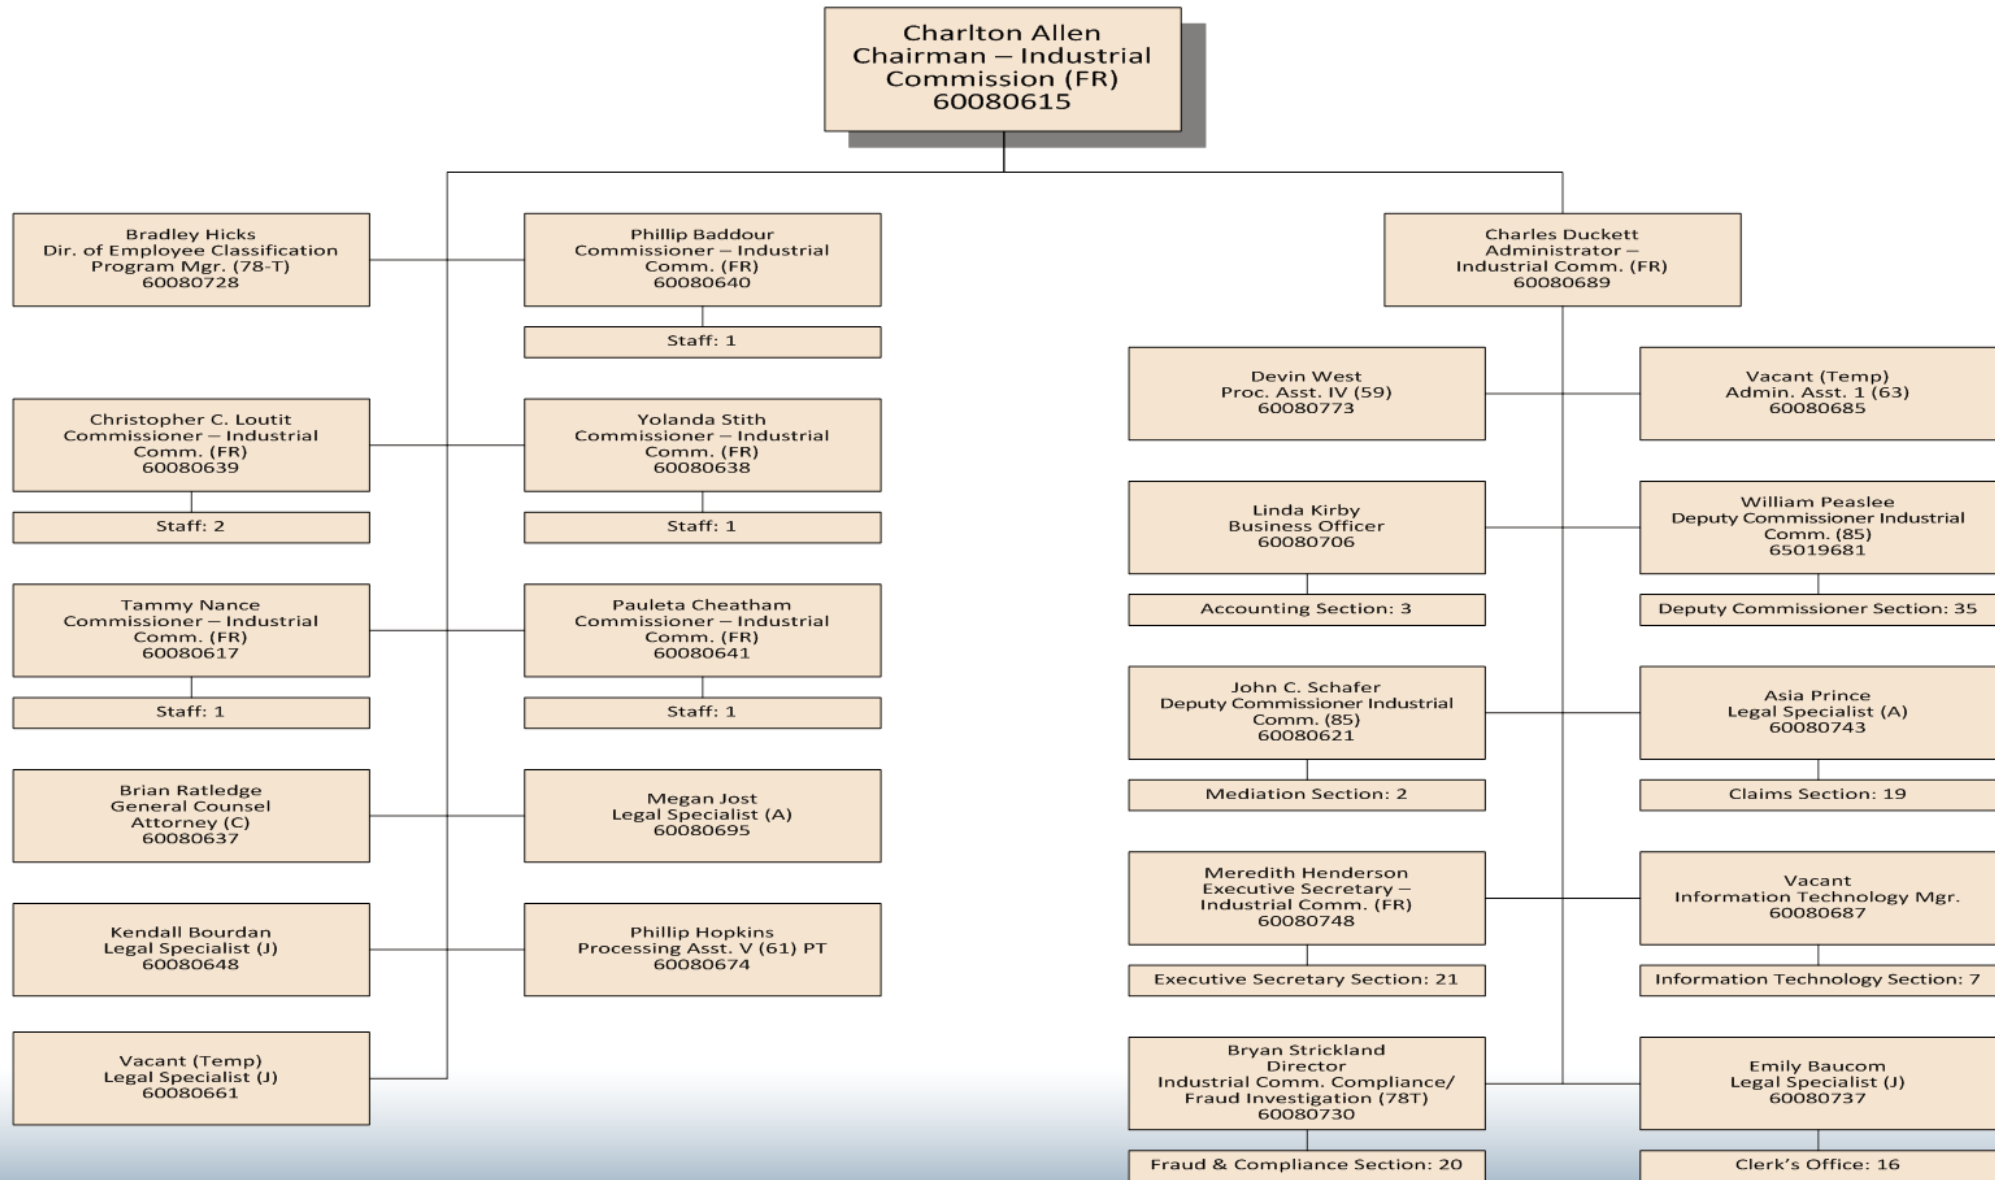 Charlton Allen
Chairman – Industrial
Commission (FR)
60080615
Bradley Hicks
Dir. of Employee Classification
Program Mgr. (78-T)
60080728
Phillip Baddour
Commissioner – Industrial
Comm. (FR)
60080640
Staff: 1
Christopher C. Loutit
Commissioner – Industrial
Comm. (FR)
60080639
Staff: 2
Yolanda Stith
Commissioner – Industrial
Comm. (FR)
60080638
Staff: 1
Tammy Nance
Commissioner – Industrial
Comm. (FR)
60080617
Staff: 1
Pauleta Cheatham
Commissioner – Industrial
Comm. (FR)
60080641
Staff: 1
Brian Ratledge
General Counsel
Attorney (C)
60080637
Megan Jost
Legal Specialist (A)
60080695
Kendall Bourdan
Legal Specialist (J)
60080648
Phillip Hopkins
Processing Asst. V (61) PT
60080674
Vacant (Temp)
Legal Specialist (J)
60080661
Charles Duckett
Administrator –
Industrial Comm. (FR)
60080689
Devin West
Proc. Asst. IV (59)
60080773
Vacant (Temp)
Admin. Asst. 1 (63)
60080685
Linda Kirby
Business Officer
60080706
Accounting Section: 3
William Peaslee
Deputy Commissioner Industrial
Comm. (85)
65019681
Deputy Commissioner Section: 35
John C. Schafer
Deputy Commissioner Industrial
Comm. (85)
60080621
Mediation Section: 2
Asia Prince
Legal Specialist (A)
60080743
Claims Section: 19
Meredith Henderson
Executive Secretary –
Industrial Comm. (FR)
60080748
Executive Secretary Section: 21
Vacant
Information Technology Mgr.
60080687
Information Technology Section: 7
Bryan Strickland
Director
Industrial Comm. Compliance/
Fraud Investigation (78T)
60080730
Fraud & Compliance Section: 20
Emily Baucom
Legal Specialist (J)
60080737
Clerk's Office: 16